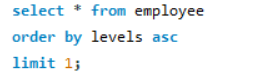 select * from employee
order by levels asc
limit 1;